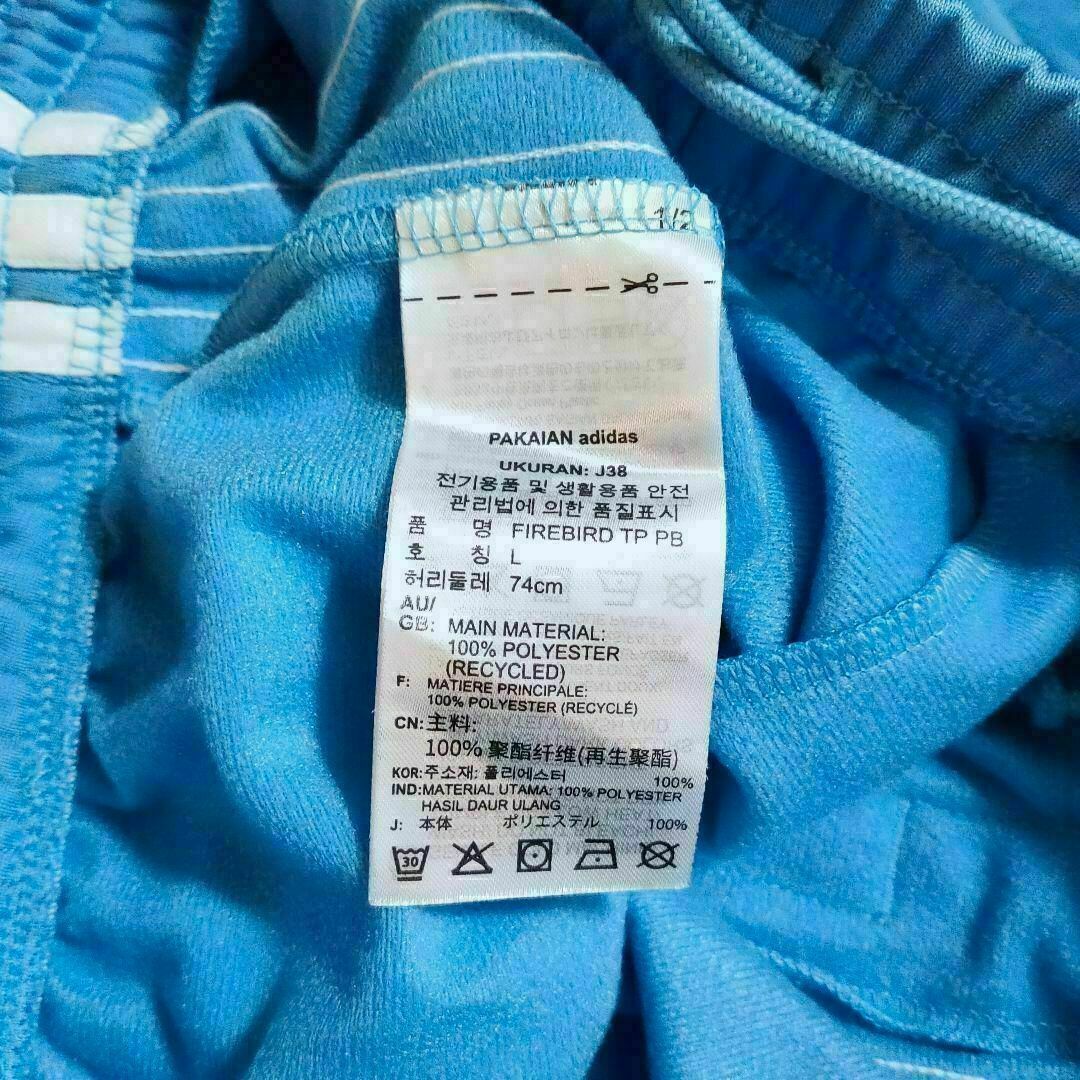 1/2
PAKAIAN adidas
UKURAN: J38
전기용품 및 생활용품 안전
관리법에 의한 품질표시
품 명 FIREBIRD TP PB
호 칭 L
허리둘레 74cm
AU/
GB: MAIN MATERIAL:
100% POLYESTER
(RECYCLED)
F: MATIERE PRINCIPALE:
100% POLYESTER (RECYCLÉ)
CN: 主料:
100% 聚酯纤维(再生聚酯)
KOR: 주소재: 폴리에스터 100%
IND: MATERIAL UTAMA: 100% POLYESTER
HASIL DAUR ULANG
J: 本体 ポリエステル 100%
30